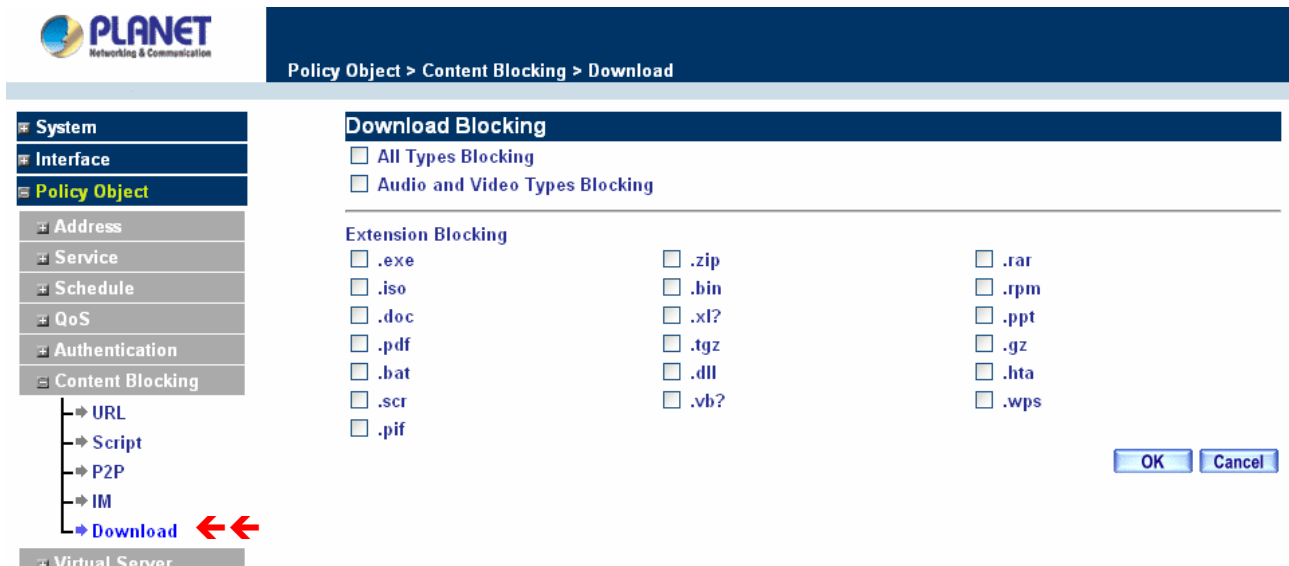 PLANET
Networking & Communication
Policy Object > Content Blocking > Download
System
Interface
Policy Object
Address
Service
Schedule
QoS
Authentication
Content Blocking
URL
Script
P2P
IM
Download
Virtual Server
Download Blocking
All Types Blocking
Audio and Video Types Blocking
Extension Blocking
.exe .zip .rar
.iso .bin .rpm
.doc .xl? .ppt
.pdf .tgz .gz
.bat .dll .hta
.scr .vb? .wps
.pif
OK Cancel